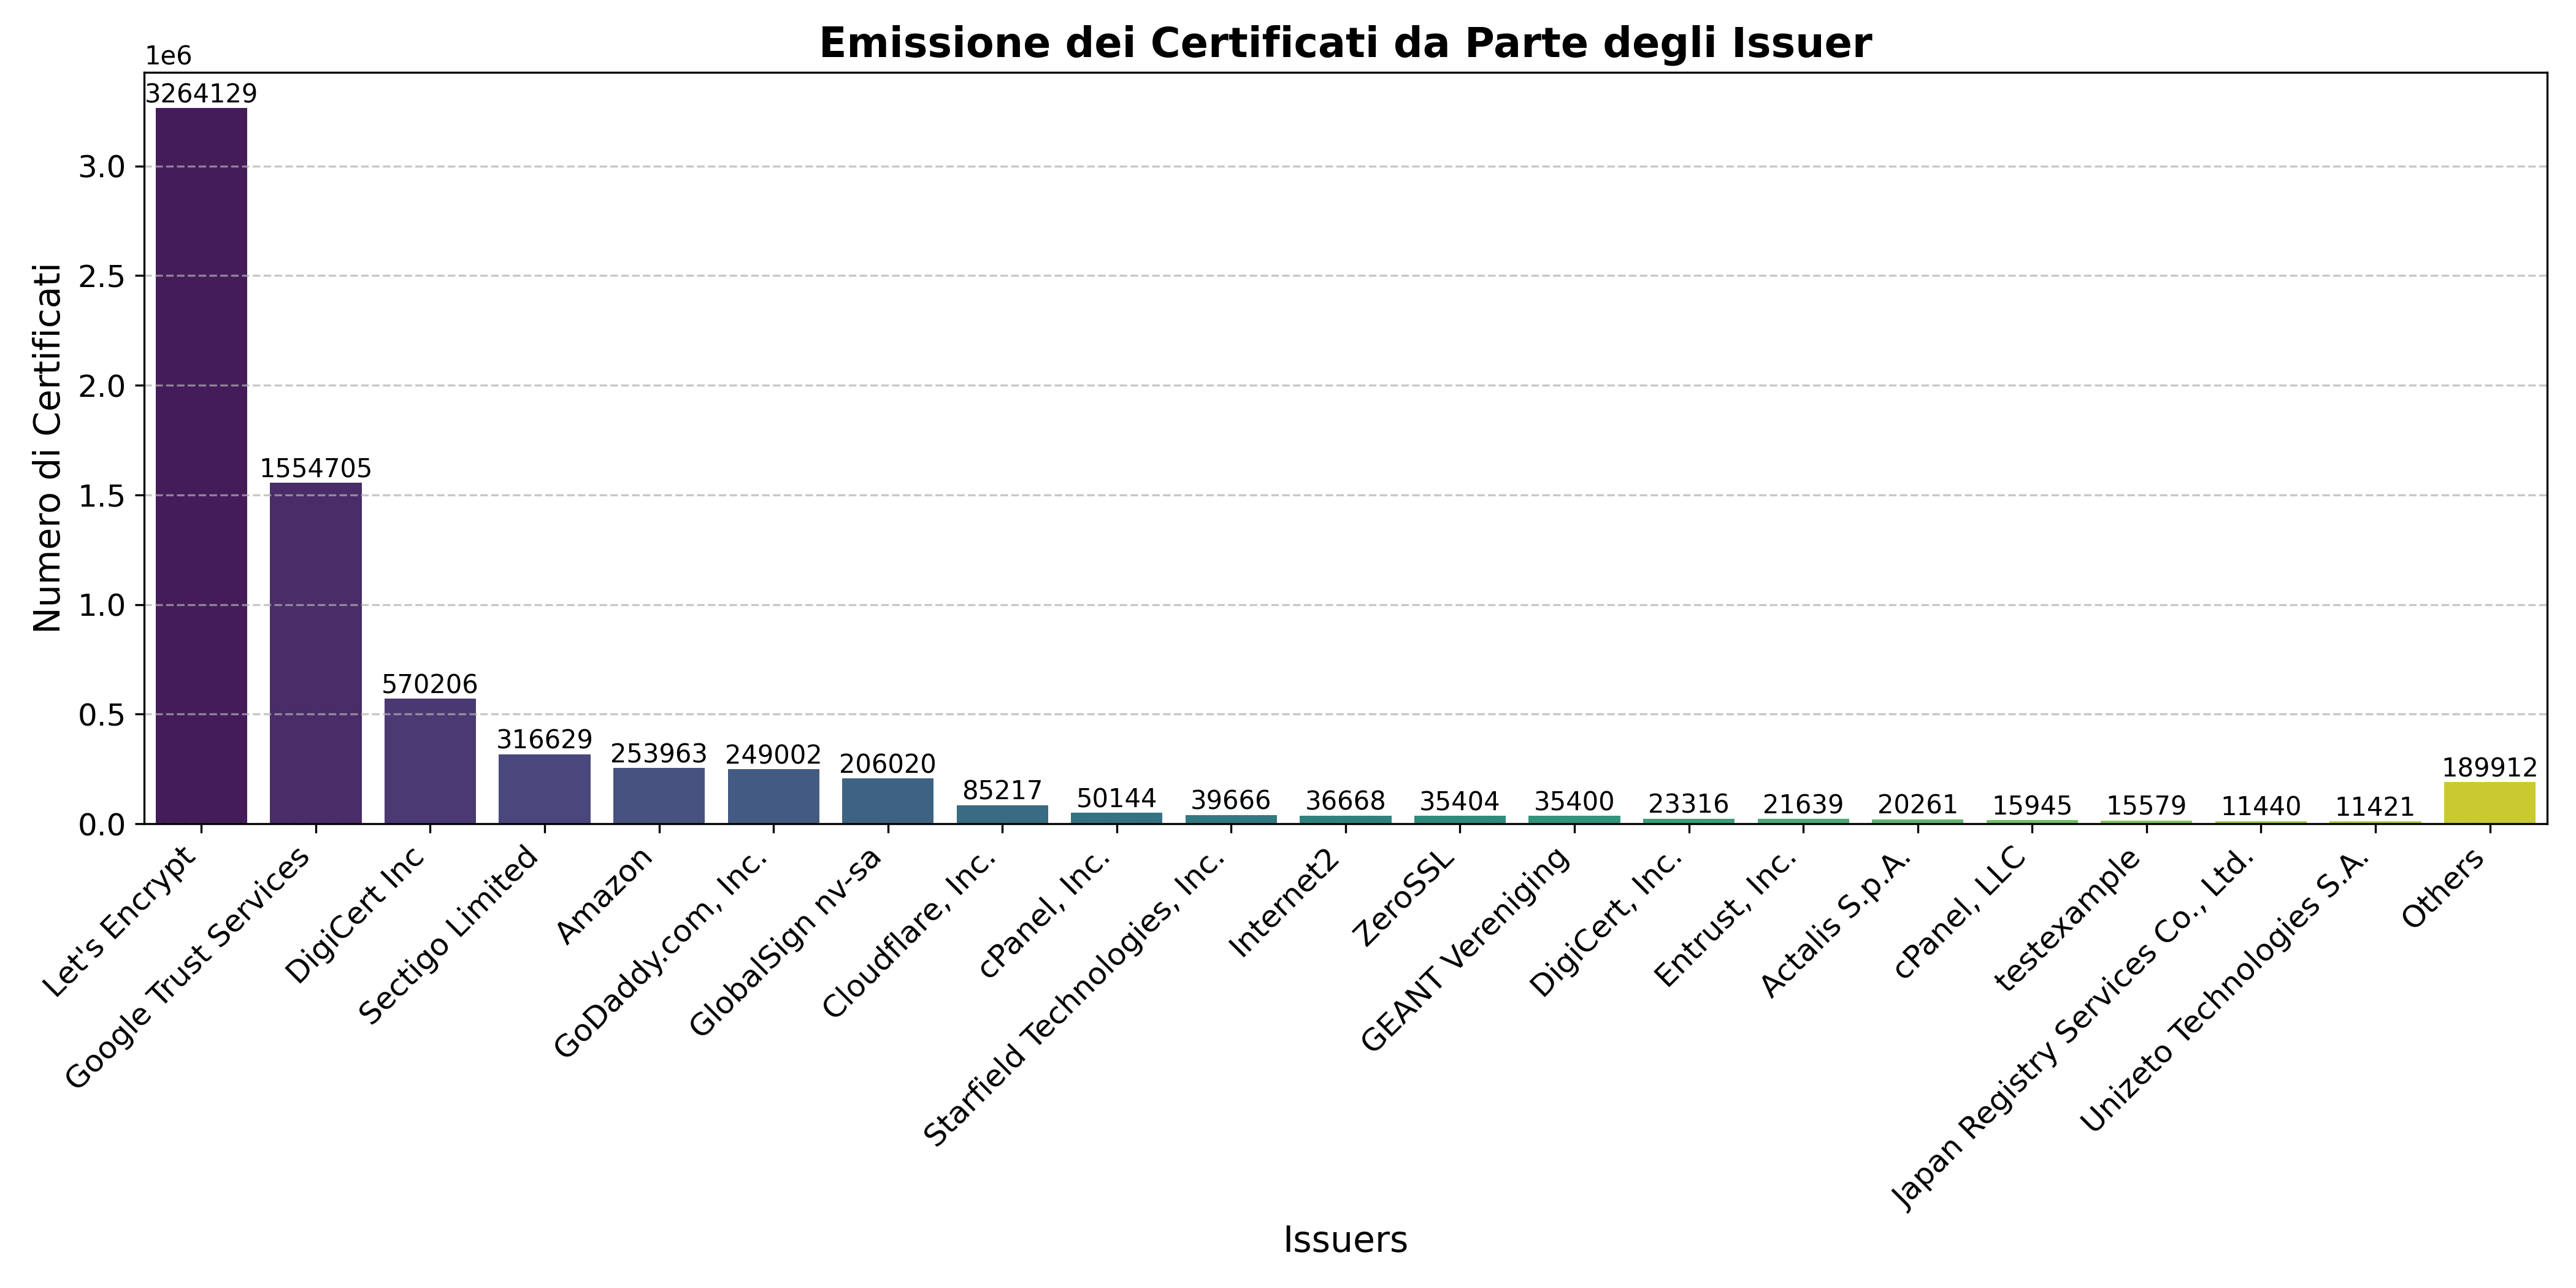 Emissione dei Certificati da Parte degli Issuer
1e6
3264129
3.0
2.5
2.0
1.5
1.0
0.5
0.0
Numero di Certificati
1554705
570206
316629
253963
249002
206020
85217
50144
39666
36668
35404
35400
23316
21639
20261
15945
15579
11440
11421
189912
Let's Encrypt
Google Trust Services
DigiCert Inc
Sectigo Limited
Amazon
GoDaddy.com, Inc.
GlobalSign nv-sa
Cloudflare, Inc.
cPanel, Inc.
Starfield Technologies, Inc.
Internet2
ZeroSSL
GEANT Vereniging
DigiCert, Inc.
Entrust, Inc.
Actalis S.p.A.
cPanel, LLC
testexample
Japan Registry Services Co., Ltd.
Unizeto Technologies S.A.
Others
Issuers